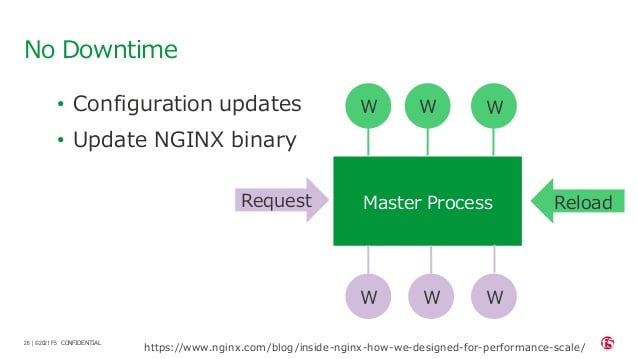 No Downtime
• Configuration updates
• Update NGINX binary
W W W
Request
Master Process
Reload
W W W
26 | ©2021 F5 CONFIDENTIAL
https://www.nginx.com/blog/inside-nginx-how-we-designed-for-performance-scale/
f5